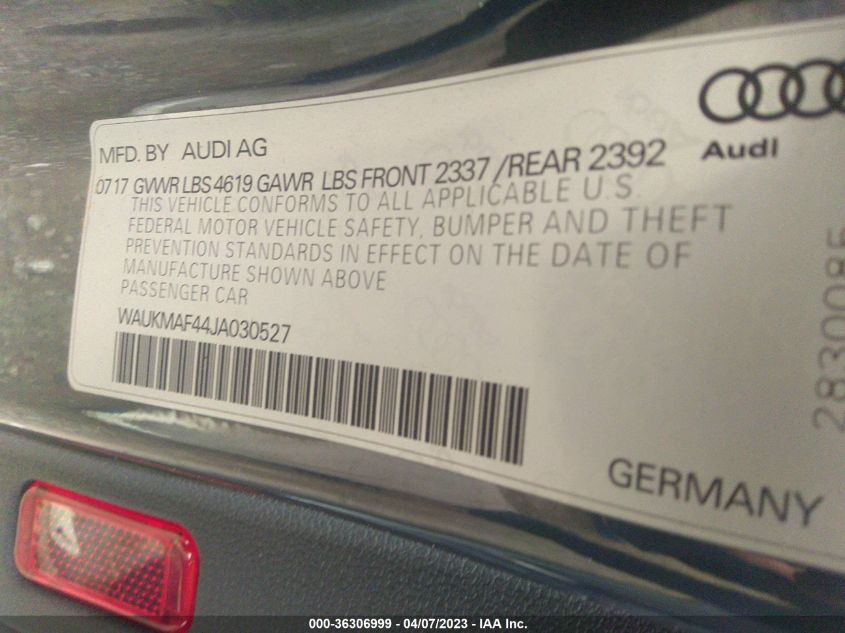 MFD. BY AUDI AG
0717 GVWR LBS 4619 GAWR LBS FRONT 2337 /REAR 2392
THIS VEHICLE CONFORMS TO ALL APPLICABLE U.S.
FEDERAL MOTOR VEHICLE SAFETY, BUMPER AND THEFT
PREVENTION STANDARDS IN EFFECT ON THE DATE OF
MANUFACTURE SHOWN ABOVE
PASSENGER CAR
WAUKMAF44JA030527
Audi
2830085
GERMANY
000-36306999 - 04/07/2023 - IAA Inc.